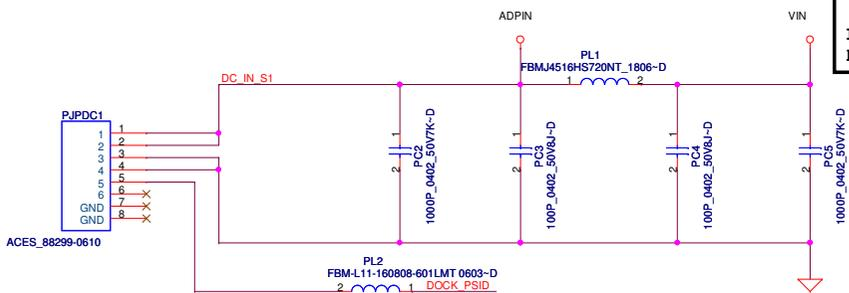 ADPIN
VIN
PL1
FBMJ4516HS720NT_1806~D
DC_IN_S1
1
2
PJPDC1
1
1
2
2
3
3
4
4
5
5
6
6
GND
7
GND
8
ACES_88299-0610
1
2
PC2
1000P_0402_50V7K~D
1
2
PC3
100P_0402_50V8J~D
1
2
PC4
100P_0402_50V8J~D
1
2
PC5
1000P_0402_50V7K~D
PL2
FBM-L11-160808-601LMT 0603~D
2
1
DOCK_PSID